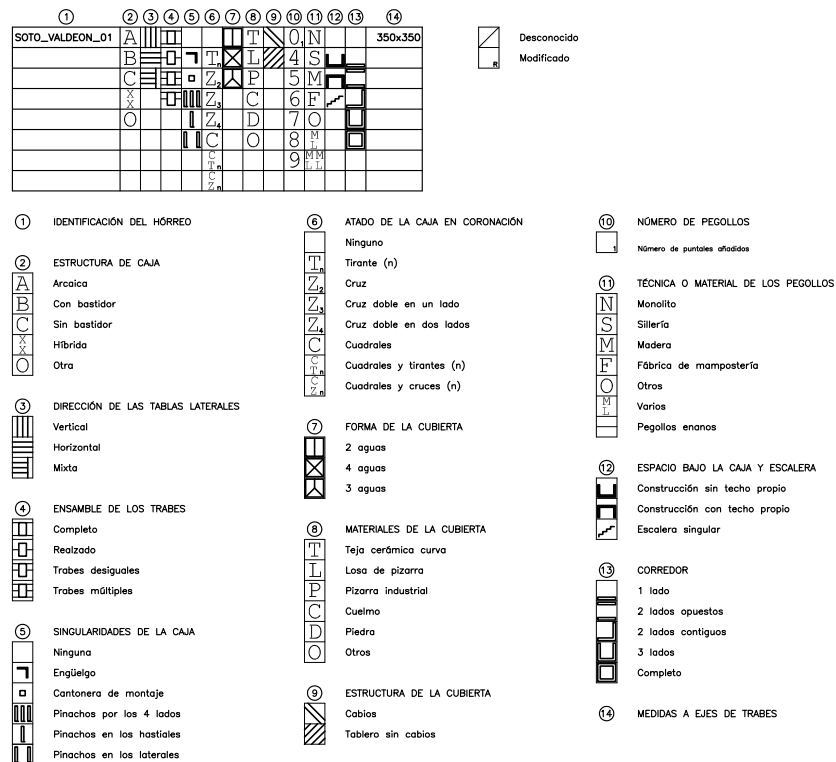 1 2 3 4 5 6 7 8 9 10 11 12 13 14
SOTO_VALDEON_01 A T 0 1 N 350x350
B T n L 4 S
C Z 2 P 5 M
X X Z 3 C 6 F
O Z 4 D 7 O
C O 8 M L
C T n 9 M L M L
C Z n
Desconocido
R Modificado
1 IDENTIFICACIÓN DEL HÓRREO
2 ESTRUCTURA DE CAJA
A Arcaica
B Con bastidor
C Sin bastidor
X X Híbrida
O Otra
3 DIRECCIÓN DE LAS TABLAS LATERALES
Vertical
Horizontal
Mixta
4 ENSAMBLE DE LOS TRABES
Completo
Realzado
Trabes desiguales
Trabes múltiples
5 SINGULARIDADES DE LA CAJA
Ninguna
Engüelgo
Cantonera de montaje
Pinachos por los 4 lados
Pinachos en los hastiales
Pinachos en los laterales
6 ATADO DE LA CAJA EN CORONACIÓN
Ninguno
T n Tirante (n)
Z 2 Cruz
Z 3 Cruz doble en un lado
Z 4 Cruz doble en dos lados
C Cuadrales
C T n Cuadrales y tirantes (n)
C Z n Cuadrales y cruces (n)
7 FORMA DE LA CUBIERTA
2 aguas
4 aguas
3 aguas
8 MATERIALES DE LA CUBIERTA
T Teja cerámica curva
L Losa de pizarra
P Pizarra industrial
C Cuelmo
D Piedra
O Otros
9 ESTRUCTURA DE LA CUBIERTA
Cabios
Tablero sin cabios
10 NÚMERO DE PEGOLLOS
1 Número de puntales añadidos
11 TÉCNICA O MATERIAL DE LOS PEGOLLOS
N Monolito
S Sillería
M Madera
F Fábrica de mampostería
O Otros
M L Varios
Pegollos enanos
12 ESPACIO BAJO LA CAJA Y ESCALERA
Construcción sin techo propio
Construcción con techo propio
Escalera singular
13 CORREDOR
1 lado
2 lados opuestos
2 lados contiguos
3 lados
Completo
14 MEDIDAS A EJES DE TRABES